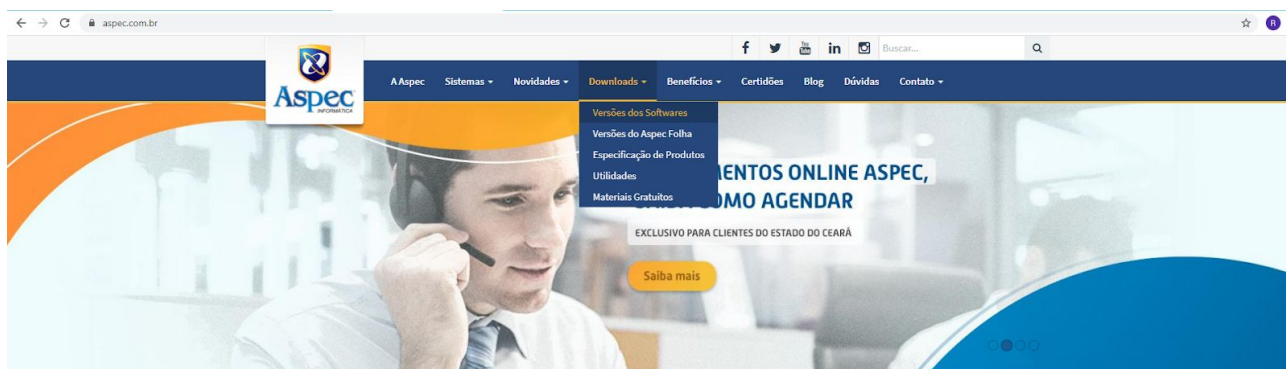 aspec.com.br
R
Buscar...
Aspec
INFORMÁTICA
A Aspec Sistemas Novidades Downloads Benefícios Certidões Blog Dúvidas Contato
Versões dos Softwares
Versões do Aspec Folha
Especificação de Produtos
Utilidades
Materiais Gratuitos
ENTOS ONLINE ASPEC,
MO AGENDAR
EXCLUSIVO PARA CLIENTES DO ESTADO DO CEARÁ
Saiba mais